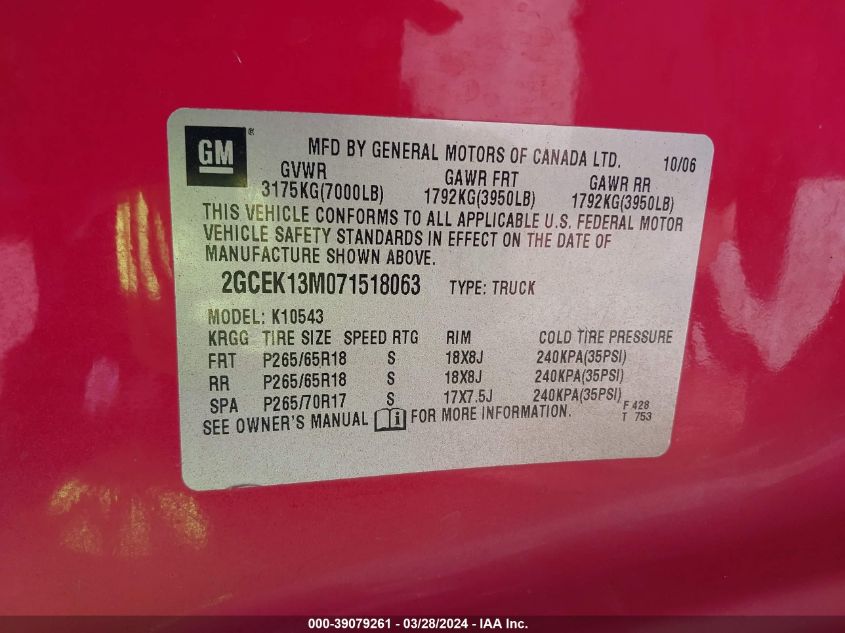 GM ®
MFD BY GENERAL MOTORS OF CANADA LTD. 10/06
GVWR GAWR FRT GAWR RR
3175KG(7000LB) 1792KG(3950LB) 1792KG(3950LB)
THIS VEHICLE CONFORMS TO ALL APPLICABLE U.S. FEDERAL MOTOR
VEHICLE SAFETY STANDARDS IN EFFECT ON THE DATE OF
MANUFACTURE SHOWN ABOVE.
2GCEK13M071518063 TYPE: TRUCK
MODEL: K10543
KRGG TIRE SIZE SPEED RTG RIM COLD TIRE PRESSURE
FRT P265/65R18 S 18X8J 240KPA(35PSI)
RR P265/65R18 S 18X8J 240KPA(35PSI)
SPA P265/70R17 S 17X7.5J 240KPA(35PSI)
SEE OWNER'S MANUAL i FOR MORE INFORMATION.
F 428
T 753
000-39079261 - 03/28/2024 - IAA Inc.